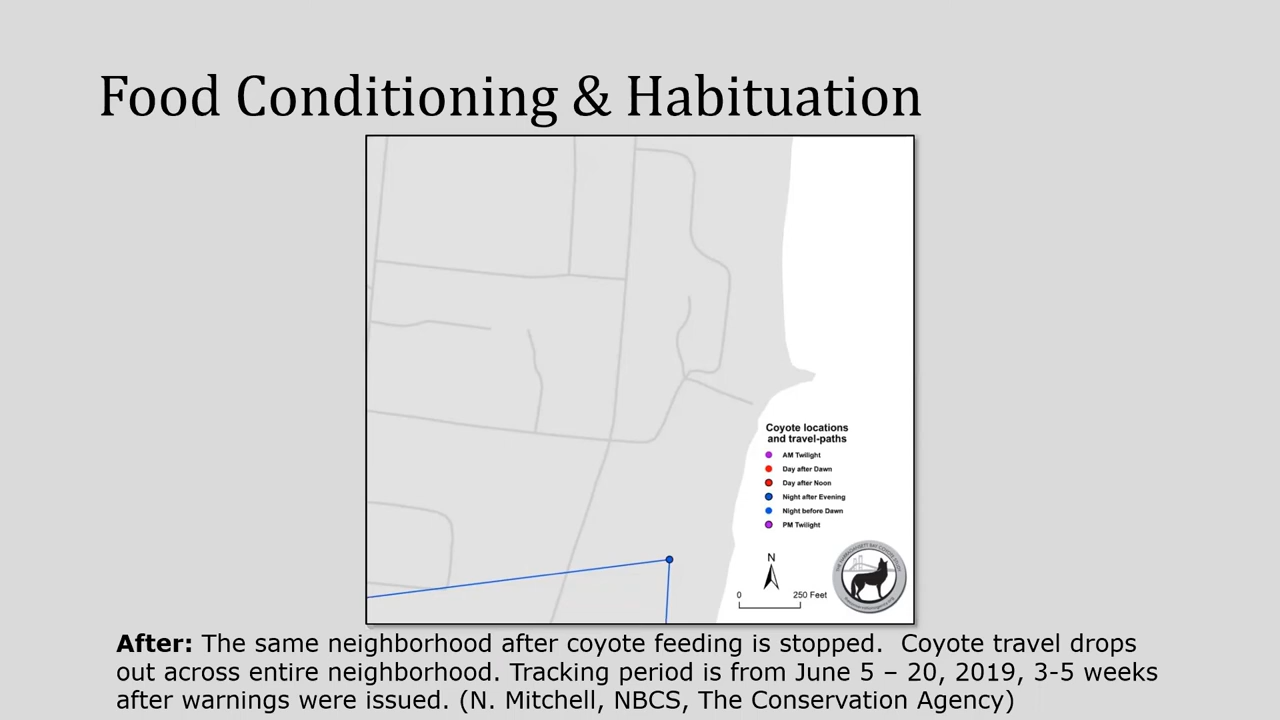 Food Conditioning & Habituation
Coyote locations
and travel-paths
AM Twilight
Day after Dawn
Day after Noon
Night after Evening
Night before Dawn
PM Twilight
N
0 250 Feet
After: The same neighborhood after coyote feeding is stopped.  Coyote travel drops
out across entire neighborhood. Tracking period is from June 5 – 20, 2019, 3-5 weeks
after warnings were issued. (N. Mitchell, NBCS, The Conservation Agency)